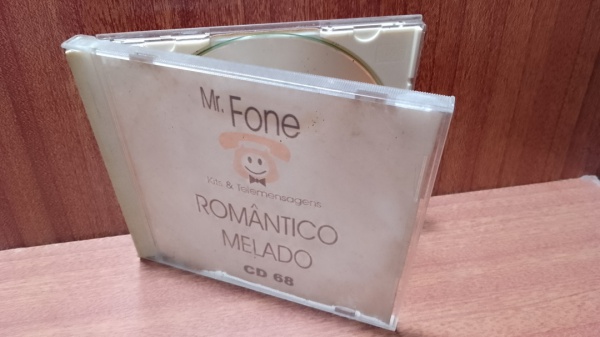 Mr. Fone
Kits & Telemensagens
ROMÂNTICO
MELADO
CD 68